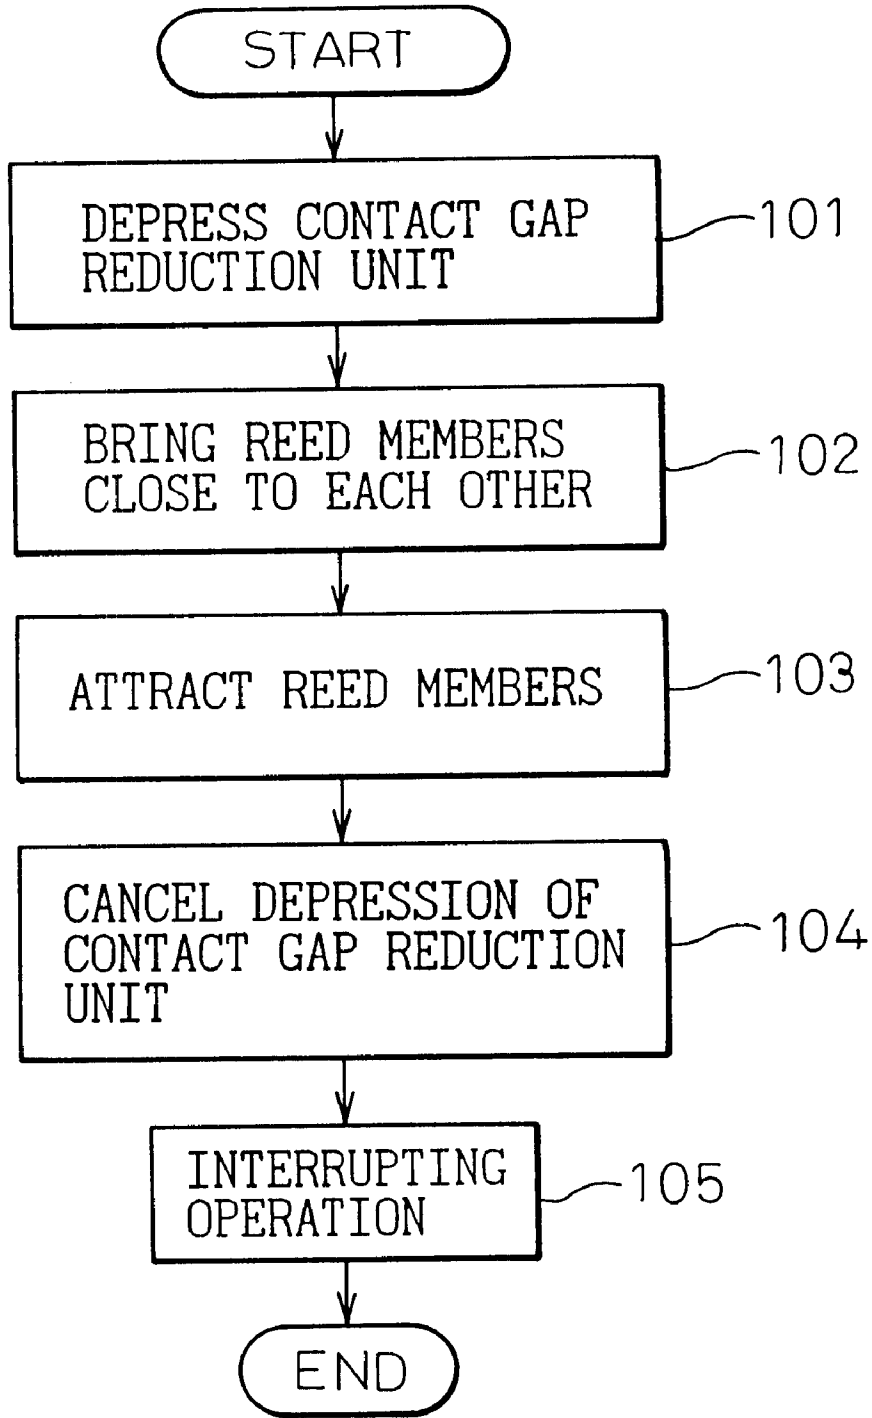 START
DEPRESS CONTACT GAP
REDUCTION UNIT
101
BRING REED MEMBERS
CLOSE TO EACH OTHER
102
ATTRACT REED MEMBERS
103
CANCEL DEPRESSION OF
CONTACT GAP REDUCTION
UNIT
104
INTERRUPTING
OPERATION
105
END